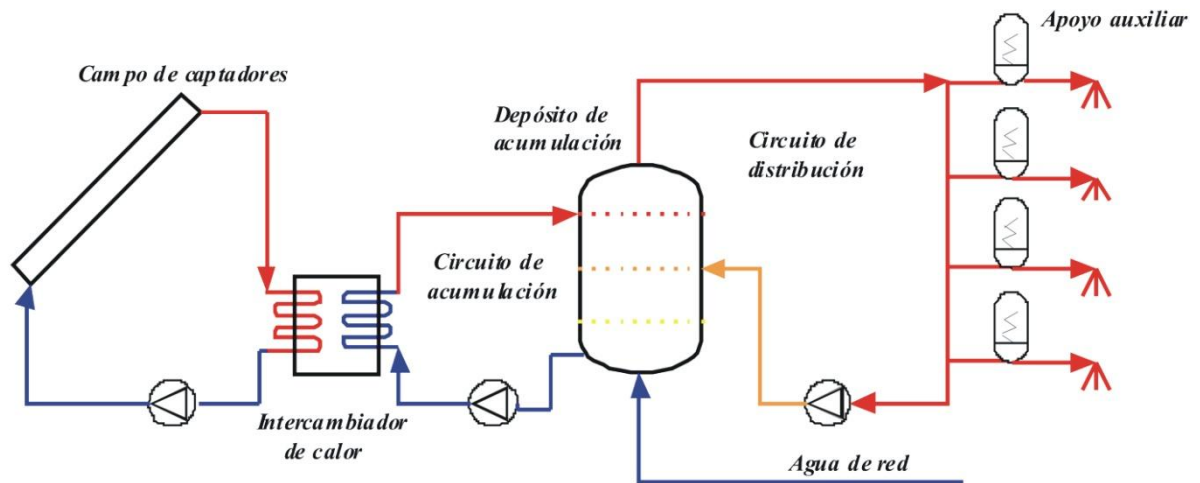 Apoyo auxiliar
Campo de captadores
Depósito de
acumulación
Circuito de
distribución
Circuito de
acumulación
Intercambiador
de calor
Agua de red